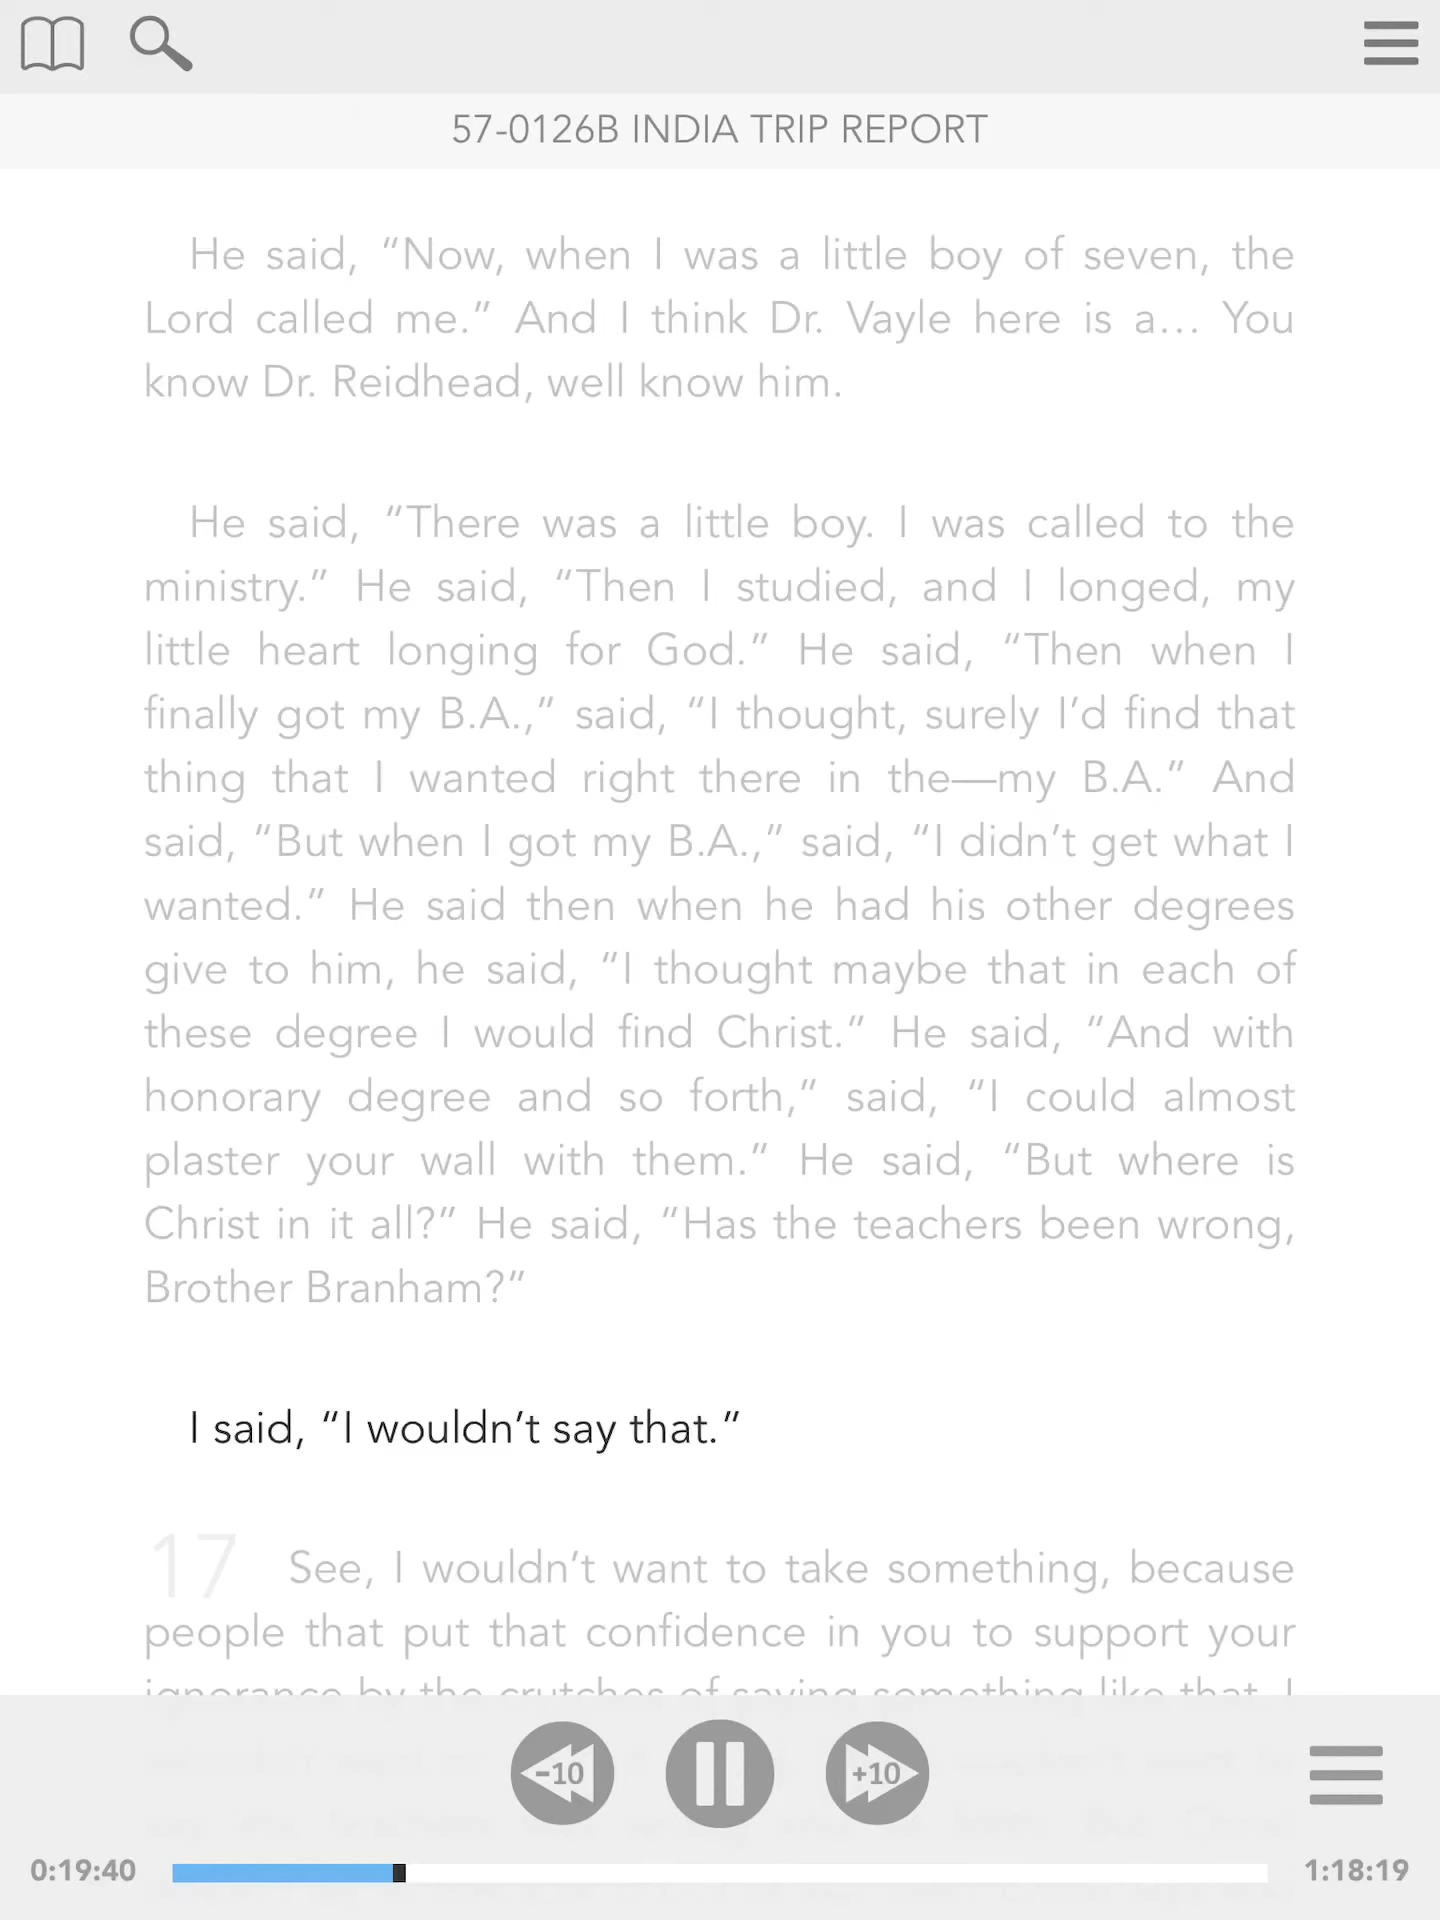 57-0126B INDIA TRIP REPORT
He said, “Now, when I was a little boy of seven, the
Lord called me.” And I think Dr. Vayle here is a… You
know Dr. Reidhead, well know him.
He said, “There was a little boy. I was called to the
ministry.” He said, “Then I studied, and I longed, my
little heart longing for God.” He said, “Then when I
finally got my B.A.,” said, “I thought, surely I’d find that
thing that I wanted right there in the—my B.A.” And
said, “But when I got my B.A.,” said, “I didn’t get what I
wanted.” He said then when he had his other degrees
give to him, he said, “I thought maybe that in each of
these degree I would find Christ.” He said, “And with
honorary degree and so forth,” said, “I could almost
plaster your wall with them.” He said, “But where is
Christ in it all?” He said, “Has the teachers been wrong,
Brother Branham?”
I said, “I wouldn’t say that.”
17 See, I wouldn’t want to take something, because
people that put that confidence in you to support your
ignorance by the crutches of saying something like that, I
-10 +10
0:19:40 1:18:19